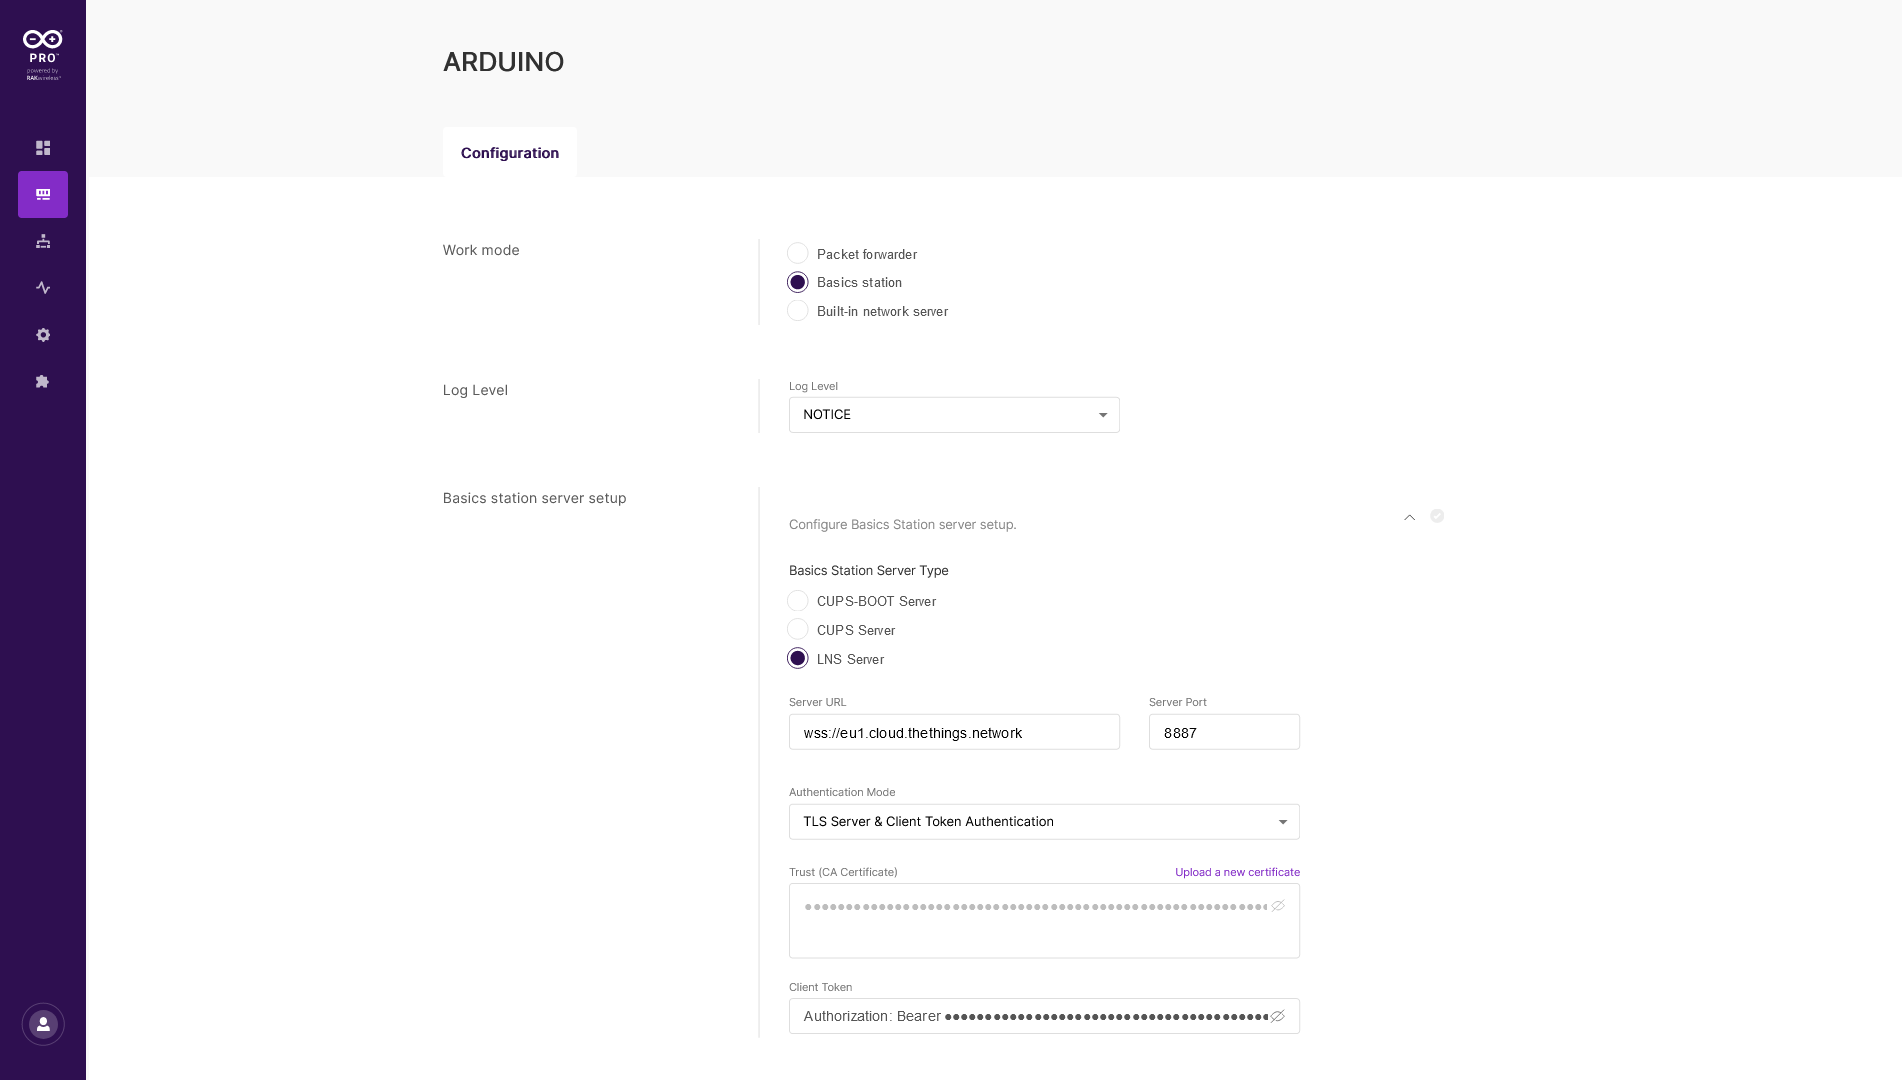 PRO™
powered by
RAKwireless™
ARDUINO
Configuration
Work mode
Packet forwarder
Basics station
Built-in network server
Log Level
Log Level
NOTICE
Basics station server setup
Configure Basics Station server setup.
Basics Station Server Type
CUPS-BOOT Server
CUPS Server
LNS Server
Server URL
Server Port
wss://eu1.cloud.thethings.network
8887
Authentication Mode
TLS Server & Client Token Authentication
Trust (CA Certificate)
Upload a new certificate
Client Token
Authorization: Bearer